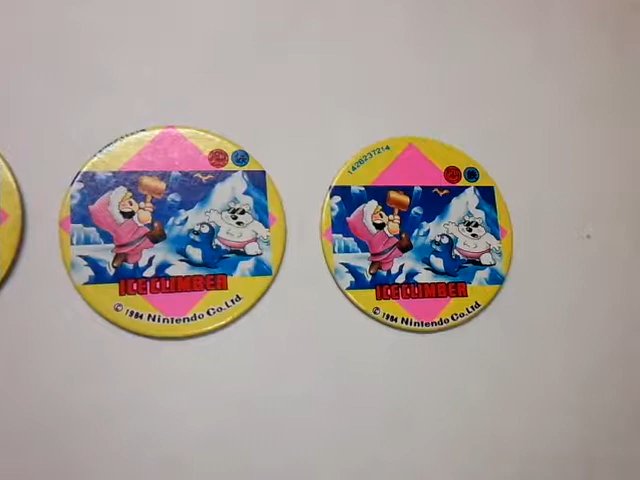 ICE CLIMBER
© 1984 Nintendo Co.,Ltd.
1426237214
ICE CLIMBER
© 1984 Nintendo Co.,Ltd.